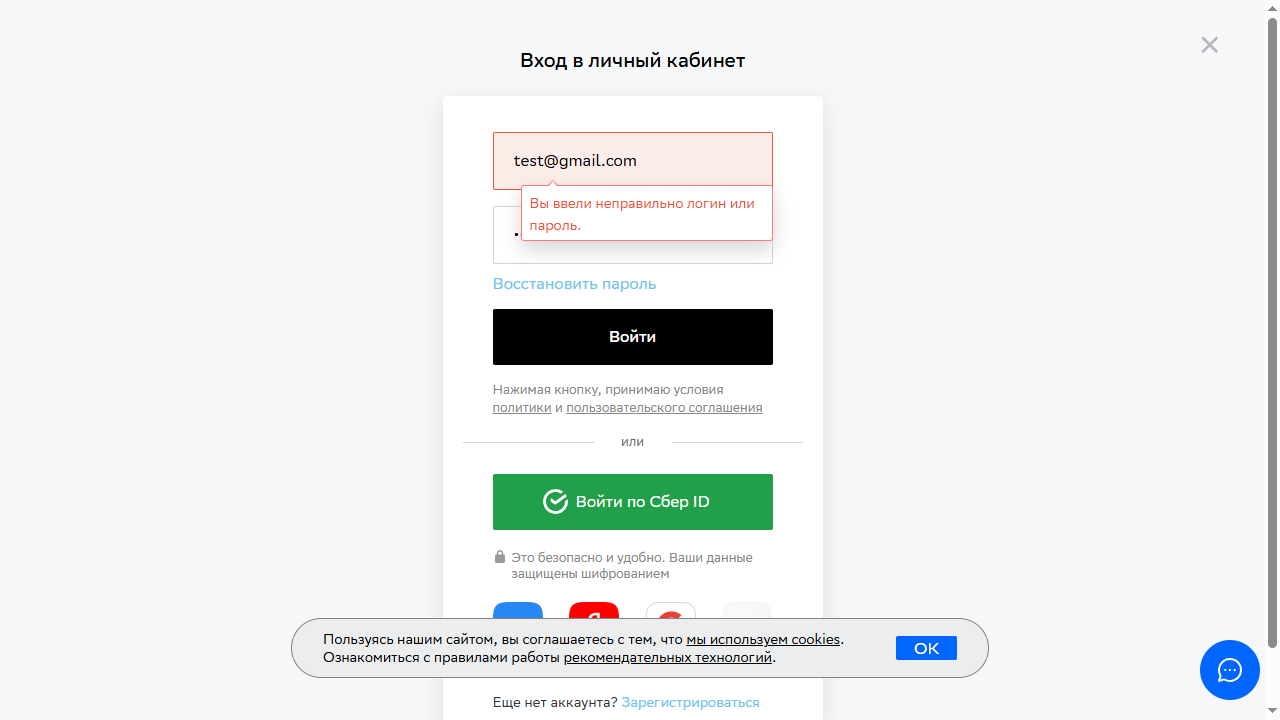 Вход в личный кабинет
test@gmail.com
Вы ввели неправильно логин или
пароль.
Восстановить пароль
Войти
Нажимая кнопку, принимаю условия
политики и пользовательского соглашения
или
Войти по Сбер ID
Это безопасно и удобно. Ваши данные
защищены шифрованием
Пользуясь нашим сайтом, вы соглашаетесь с тем, что мы используем cookies.
Ознакомиться с правилами работы рекомендательных технологий.
OK
Еще нет аккаунта? Зарегистрироваться